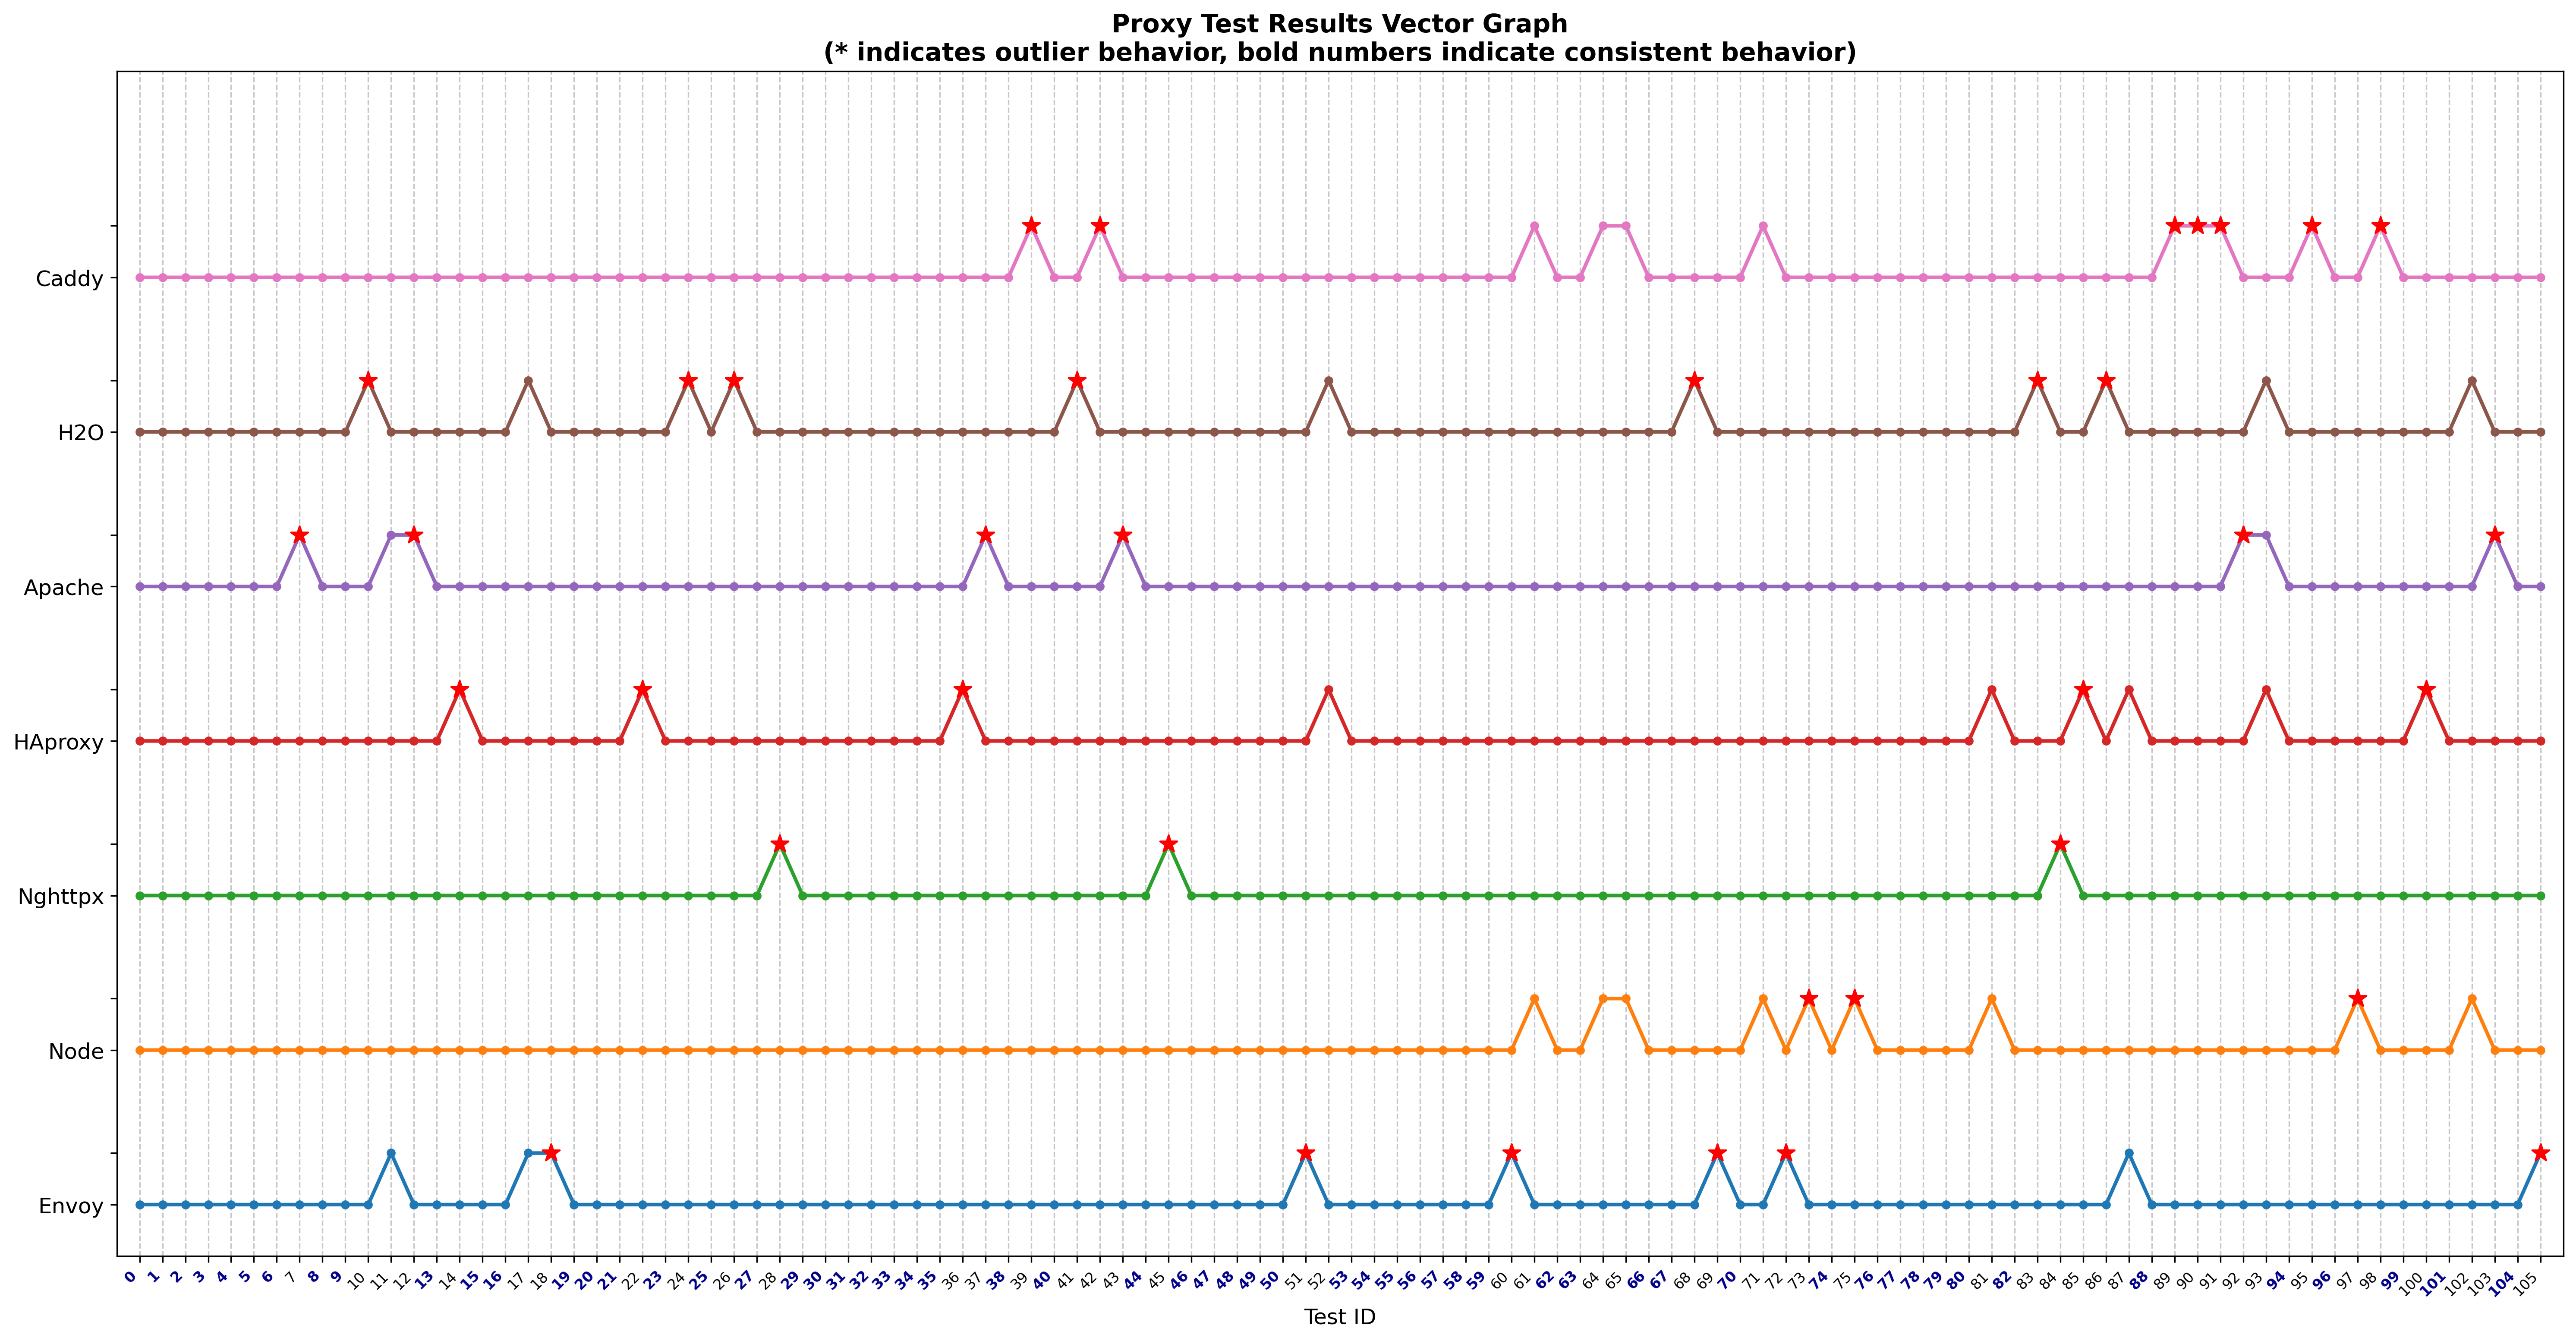 Proxy Test Results Vector Graph
(* indicates outlier behavior, bold numbers indicate consistent behavior)
Caddy
H2O
Apache
HAproxy
Nghttpx
Node
Envoy
0 1 2 3 4 5 6 7 8 9 10 11 12 13 14 15 16 17 18 19 20 21 22 23 24 25 26 27 28 29 30 31 32 33 34 35 36 37 38 39 40 41 42 43 44 45 46 47 48 49 50 51 52 53 54 55 56 57 58 59 60 61 62 63 64 65 66 67 68 69 70 71 72 73 74 75 76 77 78 79 80 81 82 83 84 85 86 87 88 89 90 91 92 93 94 95 96 97 98 99 100 101 102 103 104 105
Test ID